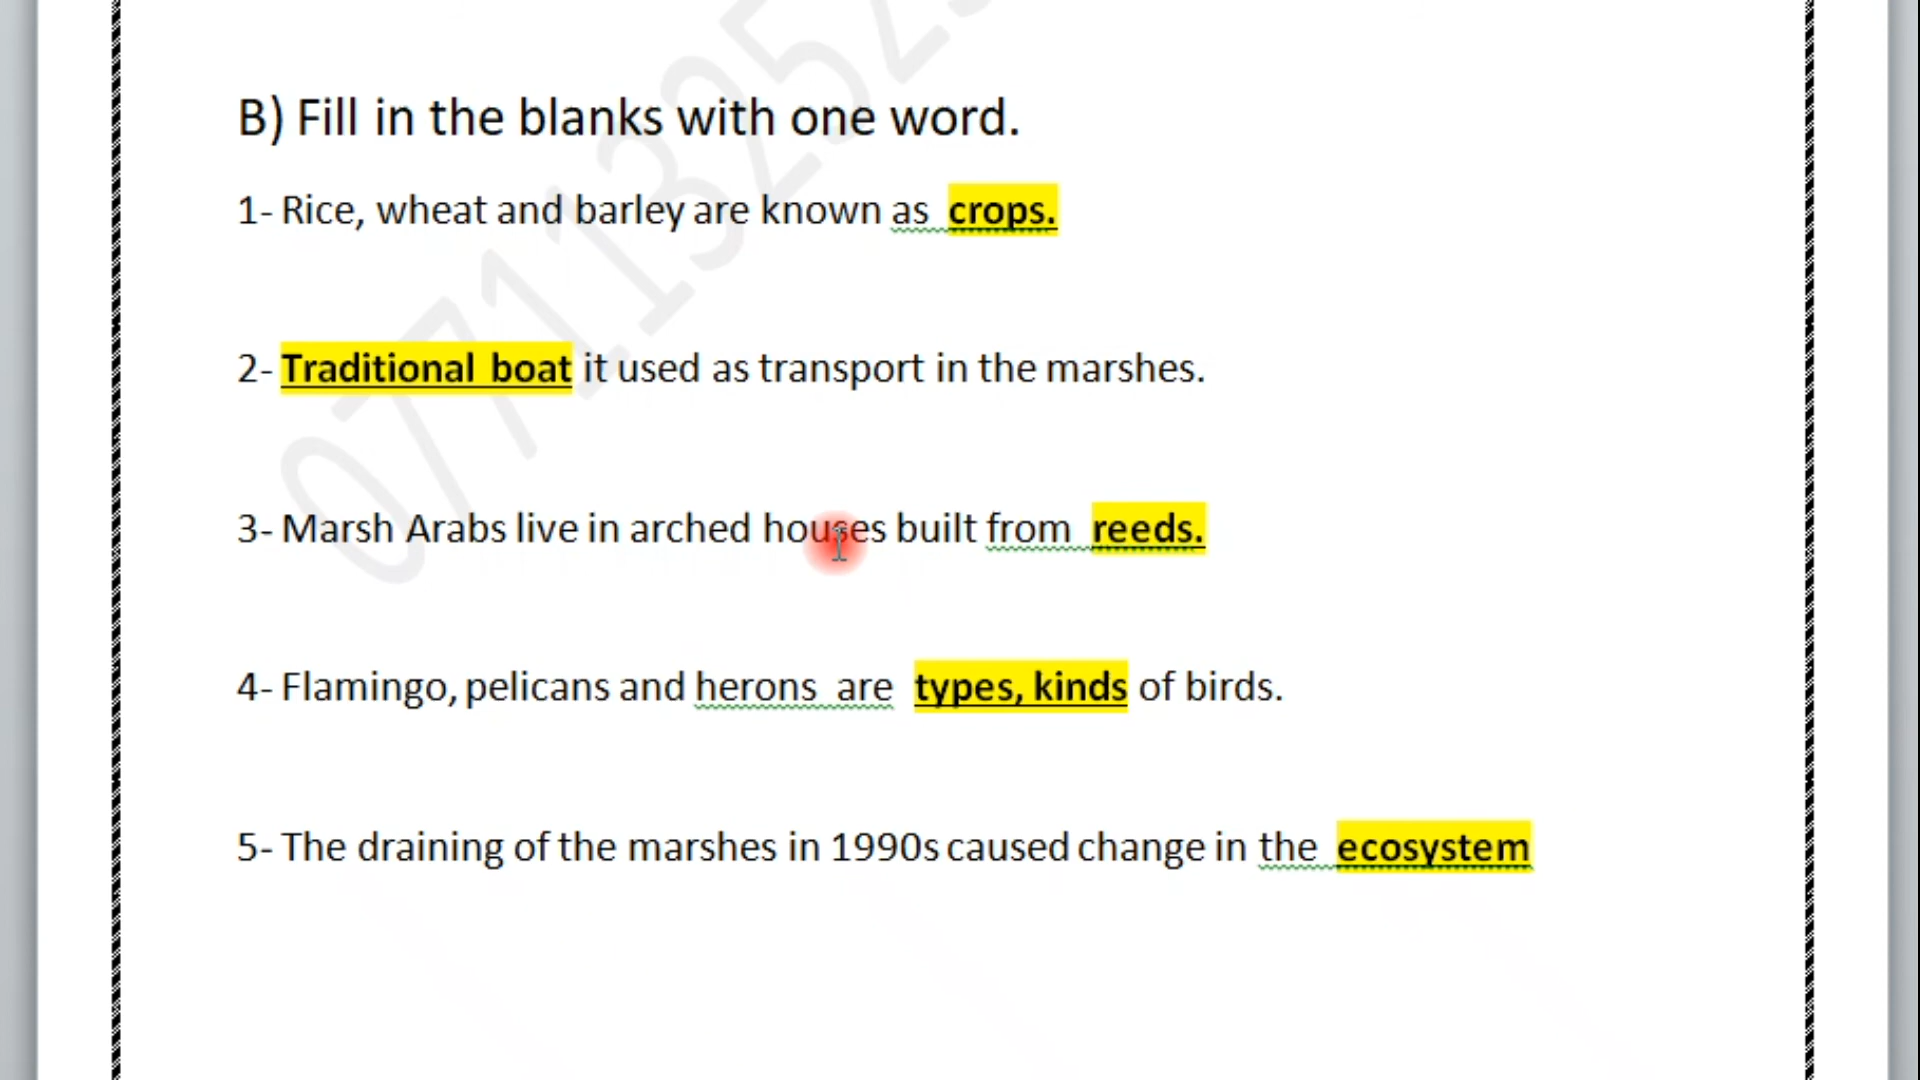 B) Fill in the blanks with one word.
1- Rice, wheat and barley are known as crops.
2- Traditional boat it used as transport in the marshes.
3- Marsh Arabs live in arched houses built from reeds.
4- Flamingo, pelicans and herons are types, kinds of birds.
5- The draining of the marshes in 1990s caused change in the ecosystem